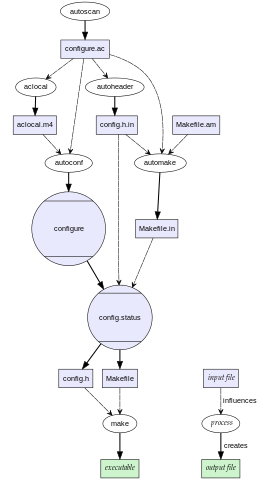 autoscan
configure.ac
aclocal
autoheader
aclocal.m4
config.h.in
Makefile.am
autoconf
automake
configure
Makefile.in
config.status
config.h
Makefile
input file
influences
make
process
creates
executable
output file